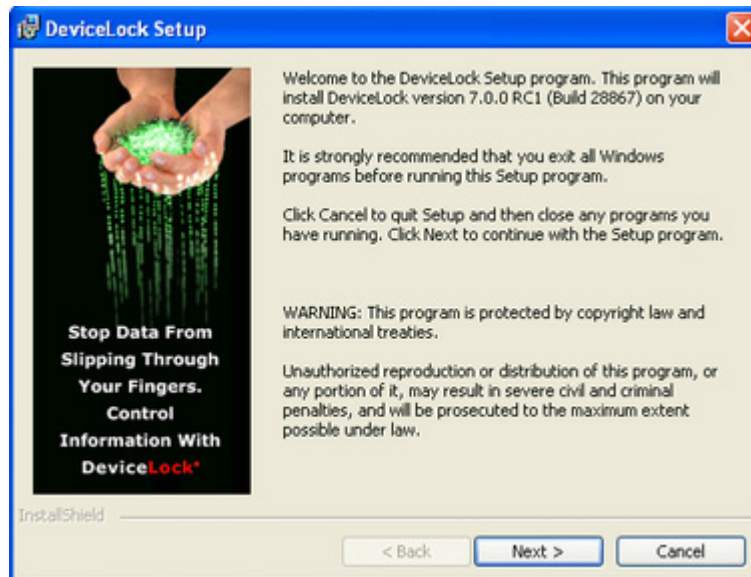 DeviceLock Setup
Welcome to the DeviceLock Setup program. This program will
install DeviceLock version 7.0.0 RC1 (Build 28867) on your
computer.
It is strongly recommended that you exit all Windows
programs before running this Setup program.
Click Cancel to quit Setup and then close any programs you
have running. Click Next to continue with the Setup program.
WARNING: This program is protected by copyright law and
international treaties.
Unauthorized reproduction or distribution of this program, or
any portion of it, may result in severe civil and criminal
penalties, and will be prosecuted to the maximum extent
possible under law.
Stop Data From
Slipping Through
Your Fingers.
Control
Information With
DeviceLock*
InstallShield
< Back
Next >
Cancel